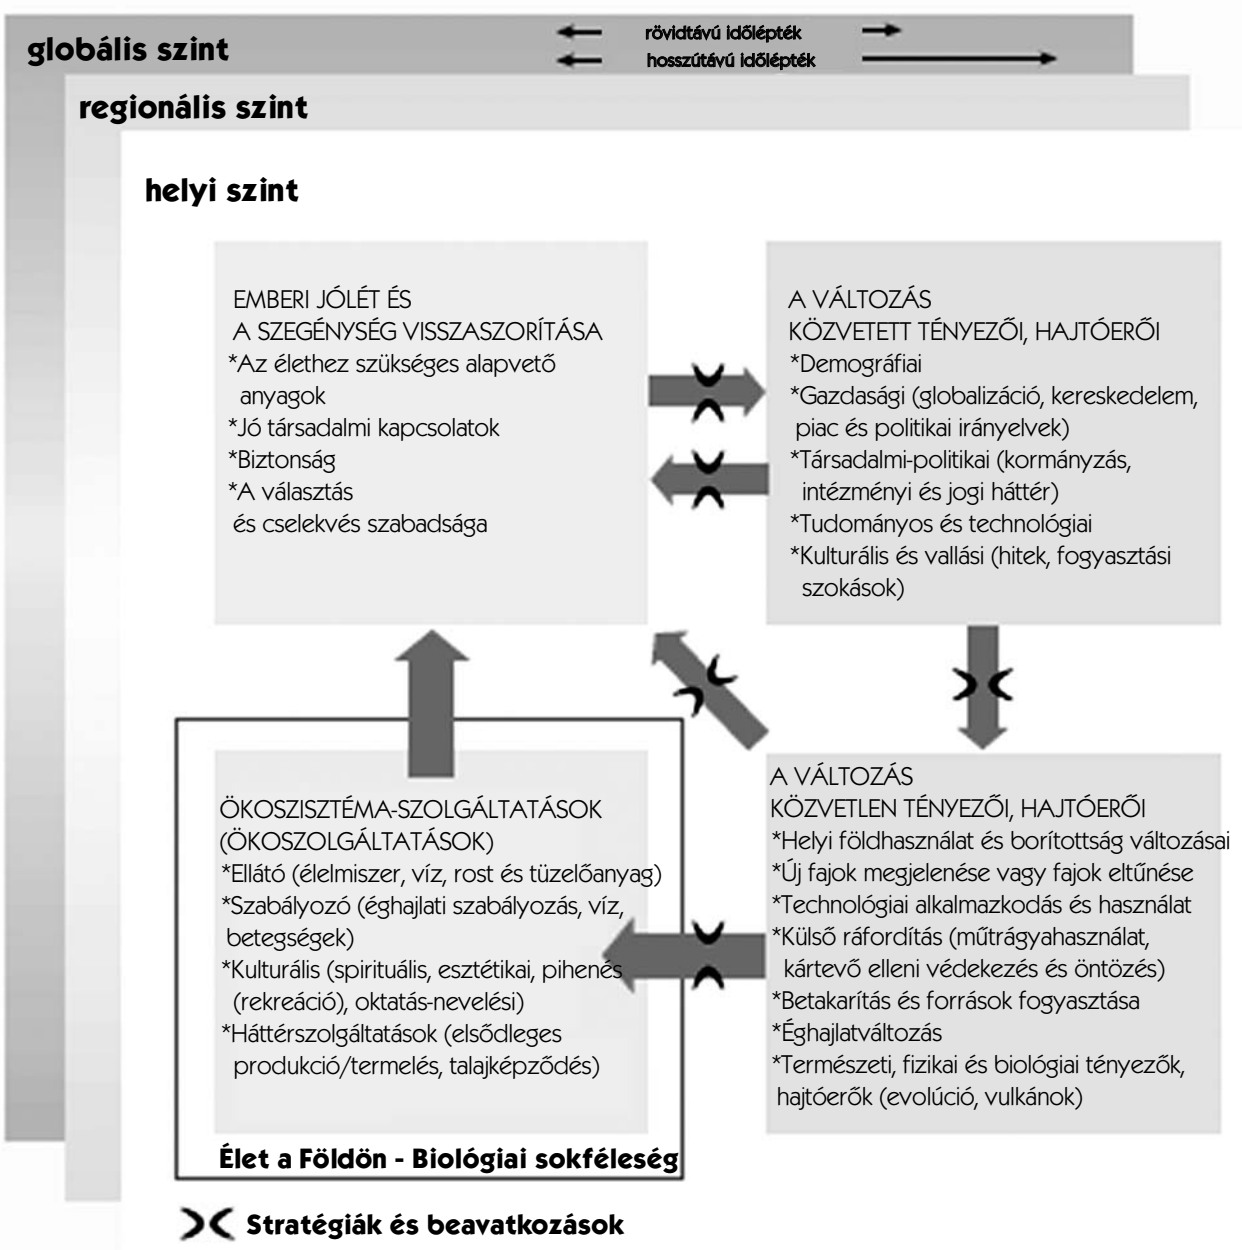 globális szint
rövidtávú időlépték
hosszútávú időlépték
regionális szint
helyi szint
EMBERI JÓLÉT ÉS
A SZEGÉNYSÉG VISSZASZORÍTÁSA
*Az élethez szükséges alapvető
anyagok
*Jó társadalmi kapcsolatok
*Biztonság
*A választás
és cselekvés szabadsága
A VÁLTOZÁS
KÖZVETETT TÉNYEZŐI, HAJTÓERŐI
*Demográfiai
*Gazdasági (globalizáció, kereskedelem,
piac és politikai irányelvek)
*Társadalmi-politikai (kormányzás,
intézményi és jogi háttér)
*Tudományos és technológiai
*Kulturális és vallási (hitek, fogyasztási
szokások)
ÖKOSZISZTÉMA-SZOLGÁLTATÁSOK
(ÖKOSZOLGÁLTATÁSOK)
*Ellátó (élelmiszer, víz, rost és tüzelőanyag)
*Szabályozó (éghajlati szabályozás, víz,
betegségek)
*Kulturális (spirituális, esztétikai, pihenés
(rekreáció), oktatás-nevelési)
*Háttérszolgáltatások (elsődleges
produkció/termelés, talajképződés)
Élet a Földön - Biológiai sokféleség
A VÁLTOZÁS
KÖZVETLEN TÉNYEZŐI, HAJTÓERŐI
*Helyi földhasználat és borítottság változásai
*Új fajok megjelenése vagy fajok eltűnése
*Technológiai alkalmazkodás és használat
*Külső ráfordítás (műtrágyahasználat,
kártevő elleni védekezés és öntözés)
*Betakarítás és források fogyasztása
*Éghajlatváltozás
*Természeti, fizikai és biológiai tényezők,
hajtóerők (evolúció, vulkánok)
Stratégiák és beavatkozások